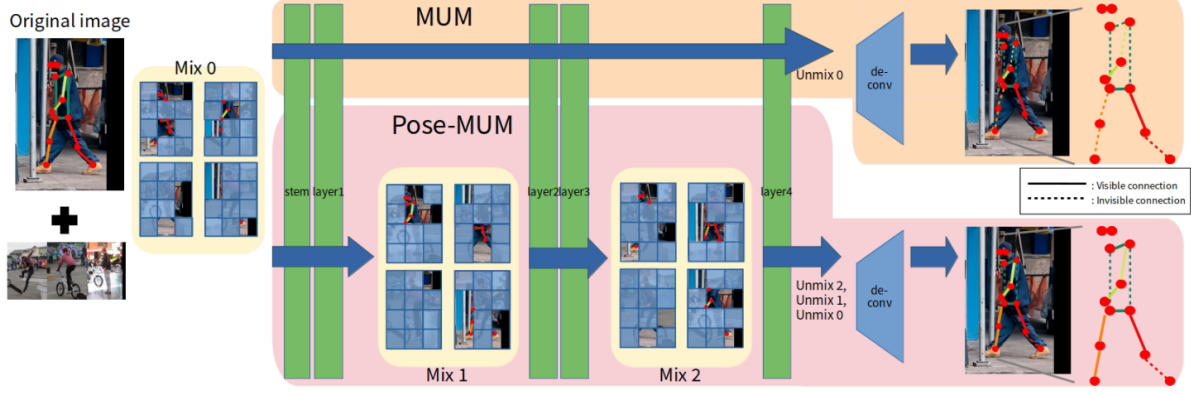 Original image
MUM
Mix 0
Unmix 0
de-
conv
Pose-MUM
stem
layer1
layer2
layer3
layer4
: Visible connection
: Invisible connection
Unmix 2,
Unmix 1,
Unmix 0
de-
conv
Mix 1
Mix 2